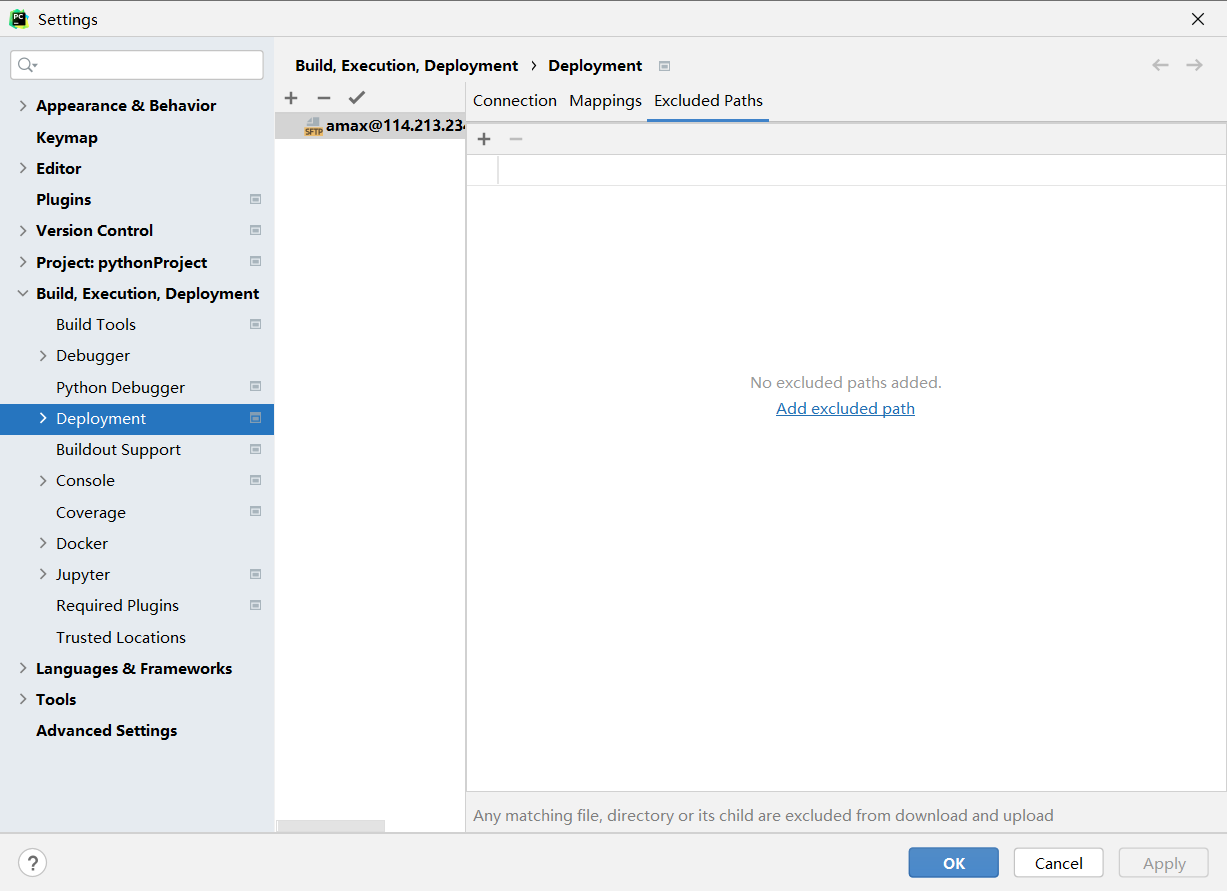 Settings
Build, Execution, Deployment › Deployment
Appearance & Behavior
Keymap
Editor
Plugins
Version Control
Project: pythonProject
Build, Execution, Deployment
Build Tools
Debugger
Python Debugger
Deployment
Buildout Support
Console
Coverage
Docker
Jupyter
Required Plugins
Trusted Locations
Languages & Frameworks
Tools
Advanced Settings
SFTP amax@114.213.234
Connection Mappings Excluded Paths
No excluded paths added.
Add excluded path
Any matching file, directory or its child are excluded from download and upload
? OK Cancel Apply